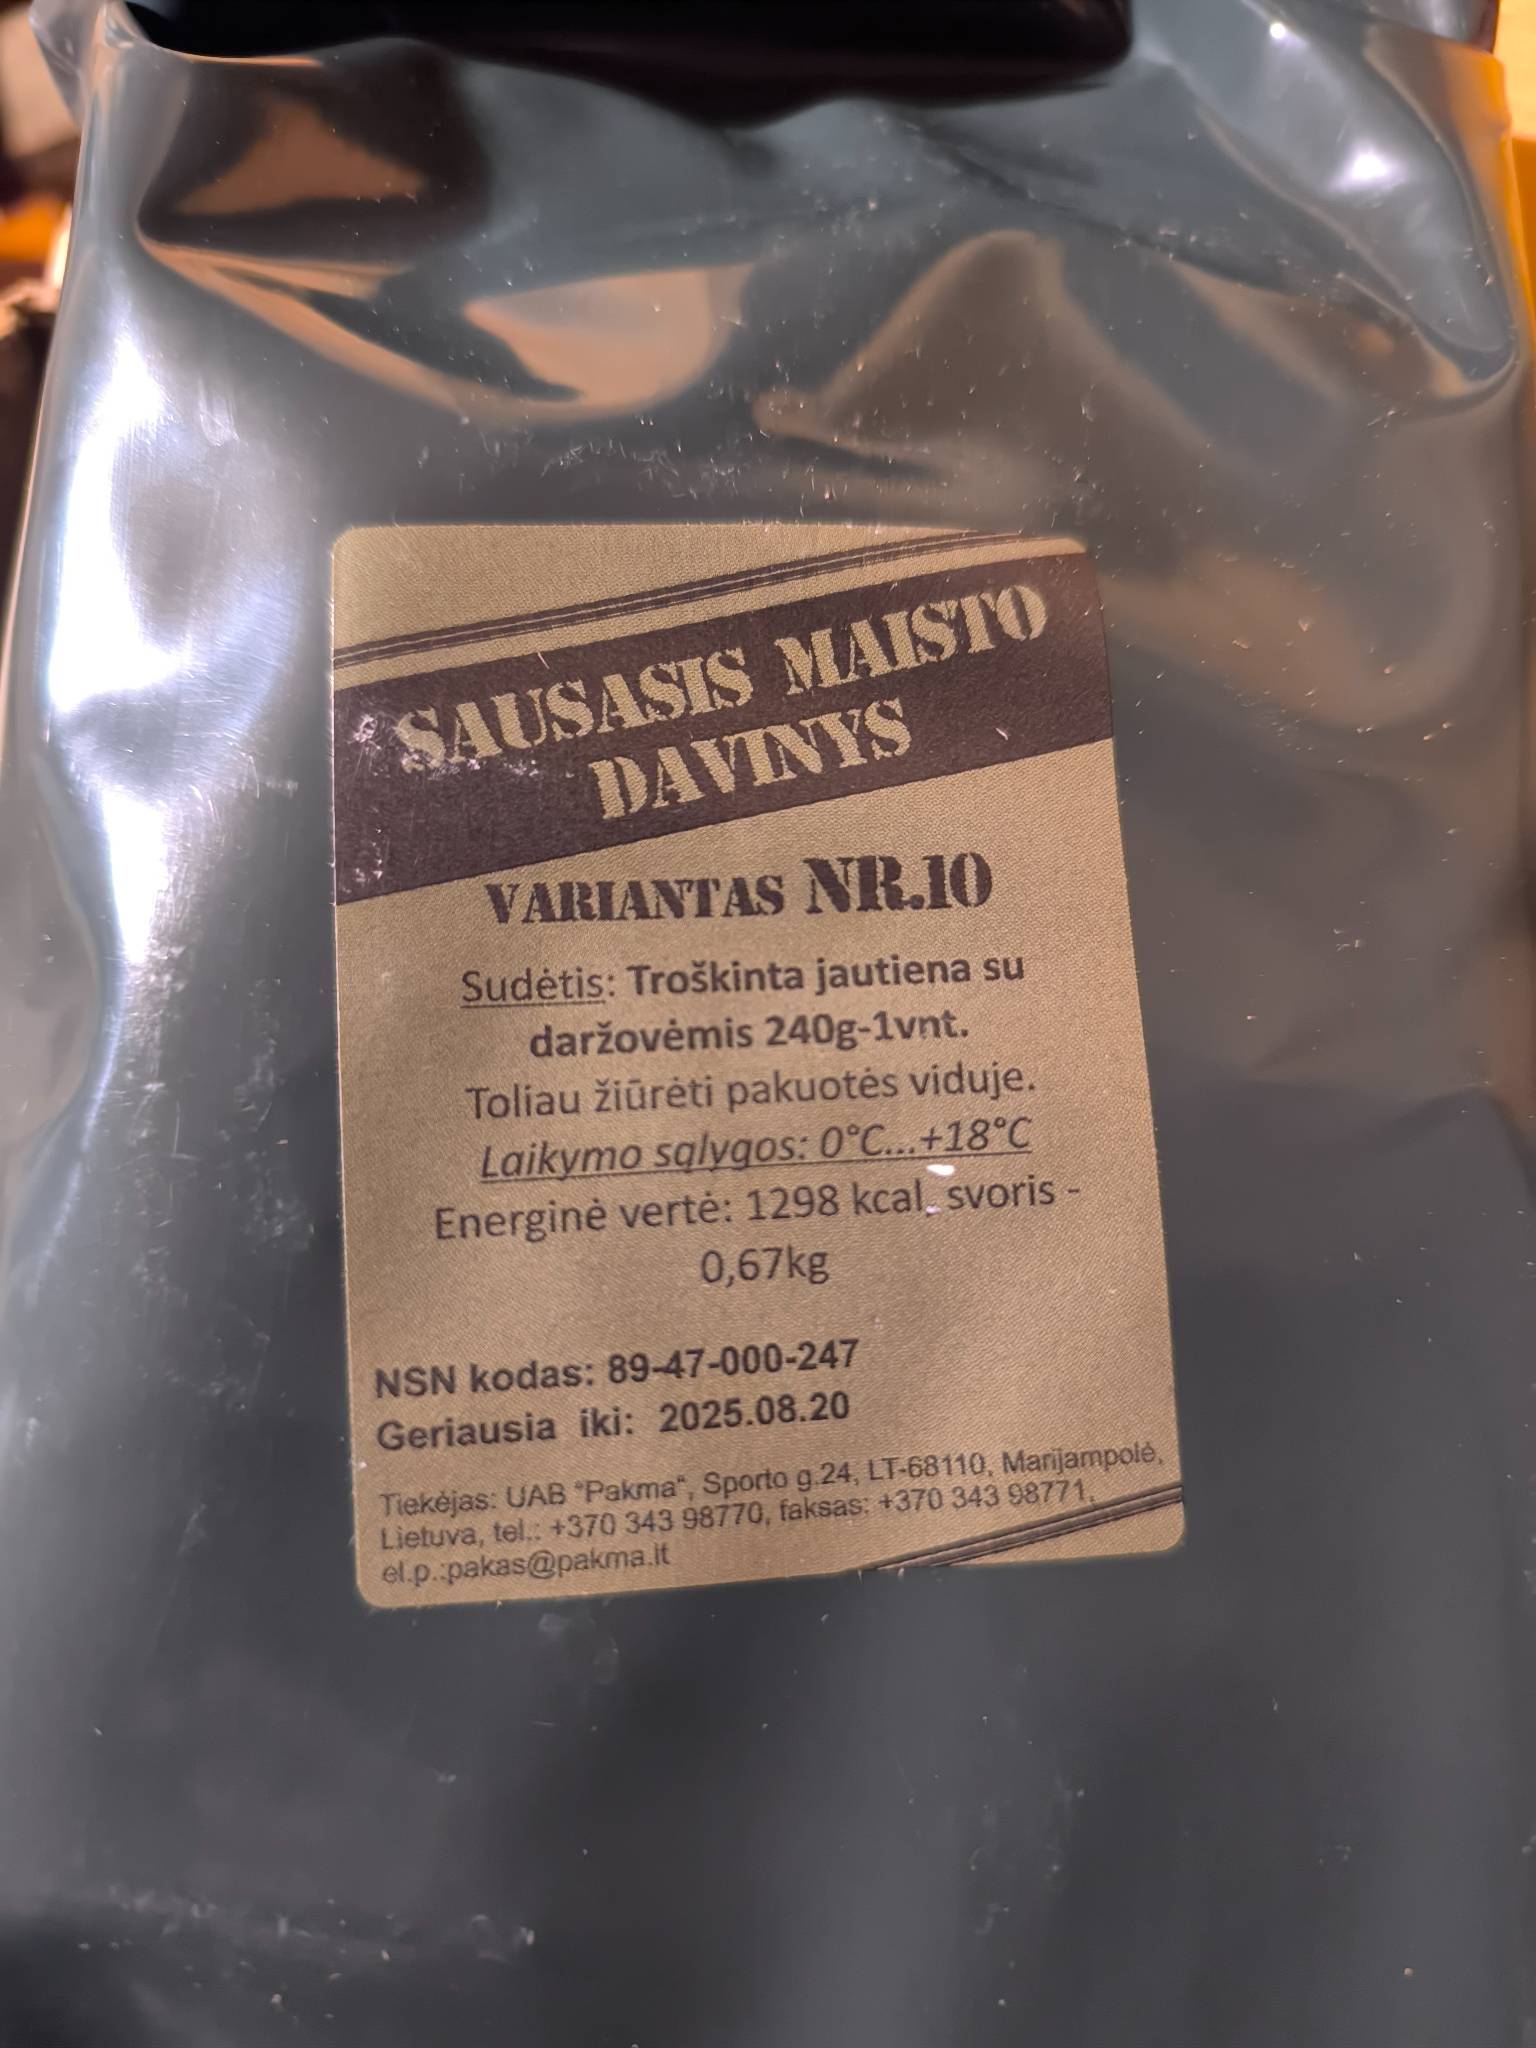 SAUSASIS MAISTO
DAVINYS
VARIANTAS NR.10
Sudėtis: Troškinta jautiena su
daržovėmis 240g-1vnt.
Toliau žiūrėti pakuotės viduje.
Laikymo sąlygos: 0°C...+18°C
Energinė vertė: 1298 kcal, svoris -
0,67kg
NSN kodas: 89-47-000-247
Geriausia iki: 2025.08.20
Tiekėjas: UAB "Pakma", Sporto g.24, LT-68110, Marijampolė,
Lietuva, tel.: +370 343 98770, faksas: +370 343 98771,
el.p.:pakas@pakma.lt